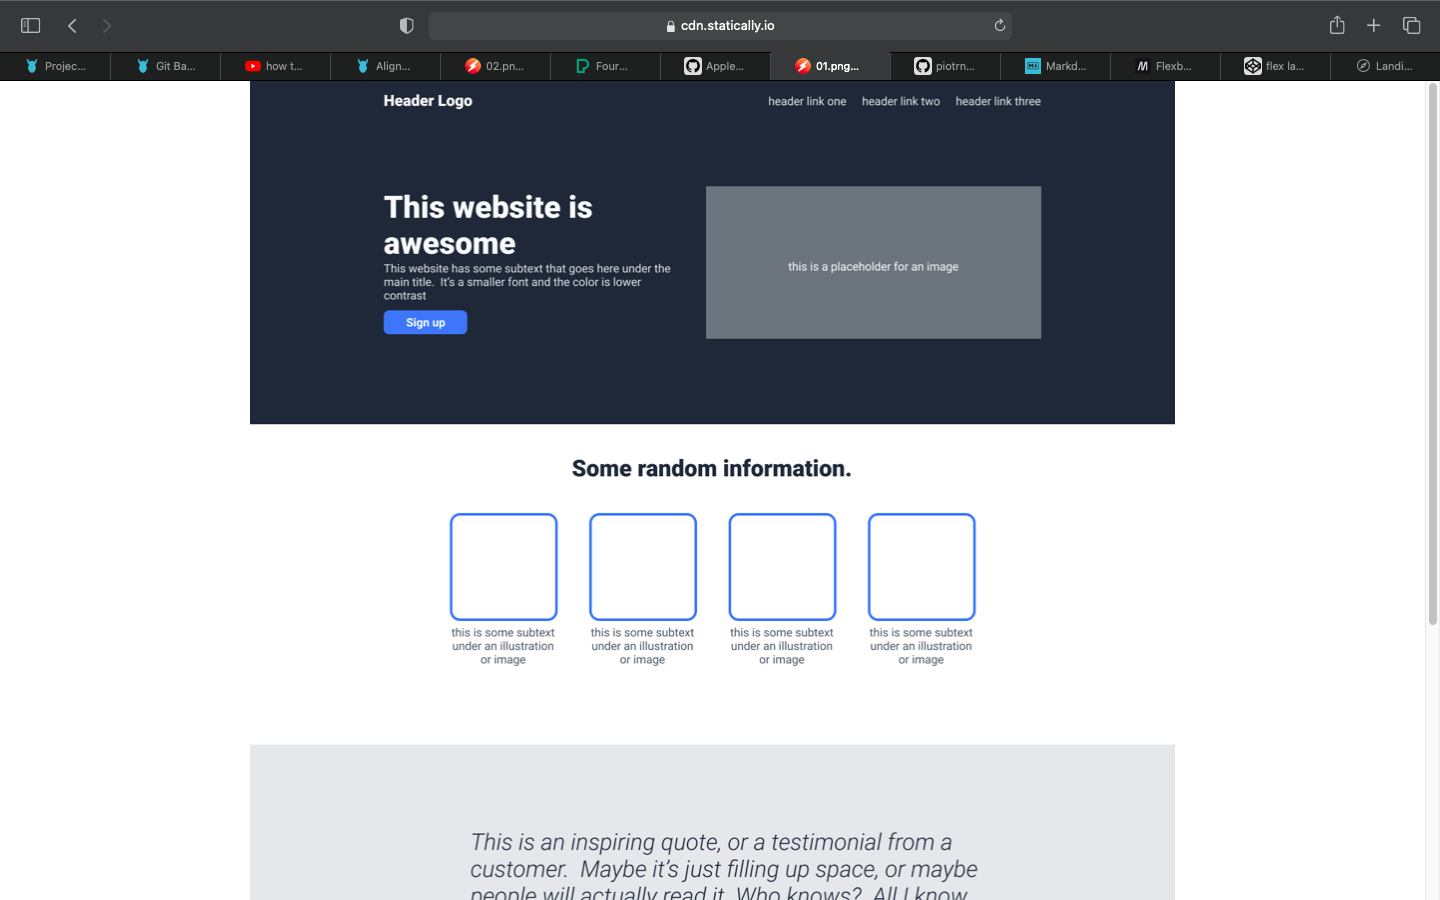 cdn.statically.io
Projec...
Git Ba...
how t...
Align...
02.pn...
Four...
Apple...
01.png...
piotrn...
Markd...
Flexb...
flex la...
Landi...
Header Logo
header link one
header link two
header link three
This website is
awesome
This website has some subtext that goes here under the
main title.  It's a smaller font and the color is lower
contrast
Sign up
this is a placeholder for an image
Some random information.
this is some subtext
under an illustration
or image
this is some subtext
under an illustration
or image
this is some subtext
under an illustration
or image
this is some subtext
under an illustration
or image
This is an inspiring quote, or a testimonial from a
customer.  Maybe it's just filling up space, or maybe
people will actually read it. Who knows?  All I know